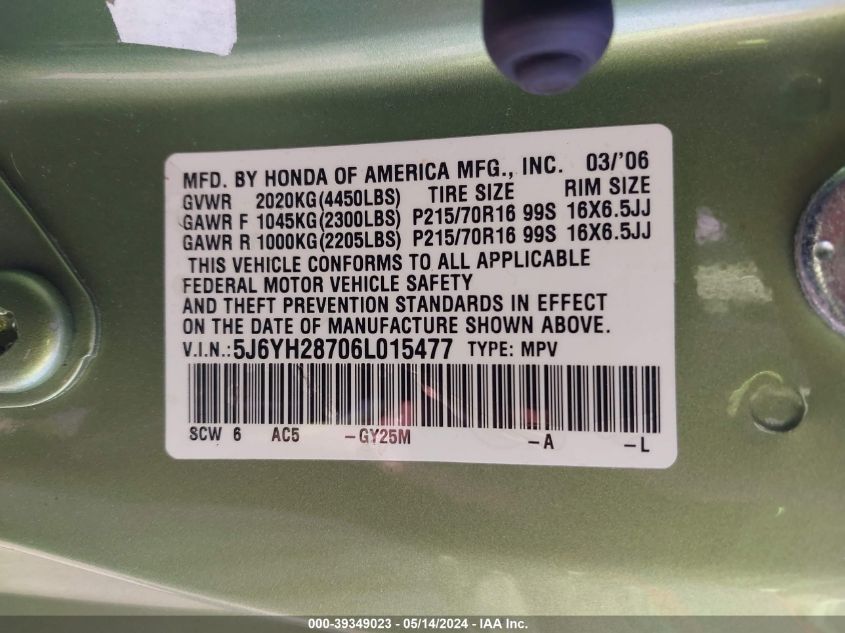 MFD. BY HONDA OF AMERICA MFG., INC. 03/'06
GVWR 2020KG(4450LBS) TIRE SIZE RIM SIZE
GAWR F 1045KG(2300LBS) P215/70R16 99S 16X6.5JJ
GAWR R 1000KG(2205LBS) P215/70R16 99S 16X6.5JJ
THIS VEHICLE CONFORMS TO ALL APPLICABLE
FEDERAL MOTOR VEHICLE SAFETY
AND THEFT PREVENTION STANDARDS IN EFFECT
ON THE DATE OF MANUFACTURE SHOWN ABOVE.
V.I.N.:5J6YH28706L015477 TYPE: MPV
SCW 6 AC5 -GY25M -A -L
000-39349023 - 05/14/2024 - IAA Inc.